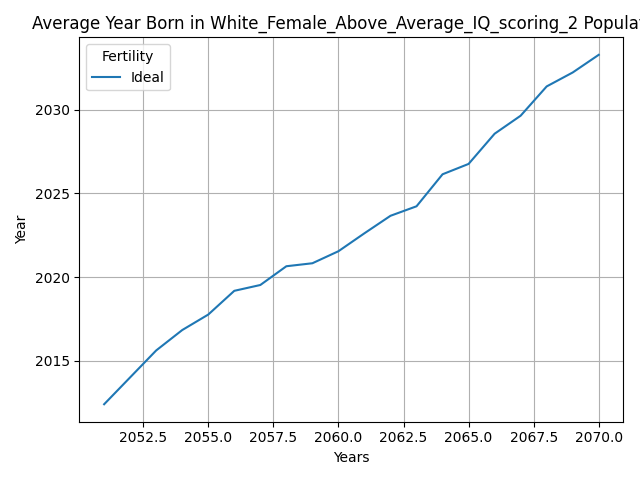 Average Year Born in White_Female_Above_Average_IQ_scoring_2 Populat
Fertility
Ideal
2030
2025
2020
2015
Year
2052.5 2055.0 2057.5 2060.0 2062.5 2065.0 2067.5 2070.0
Years